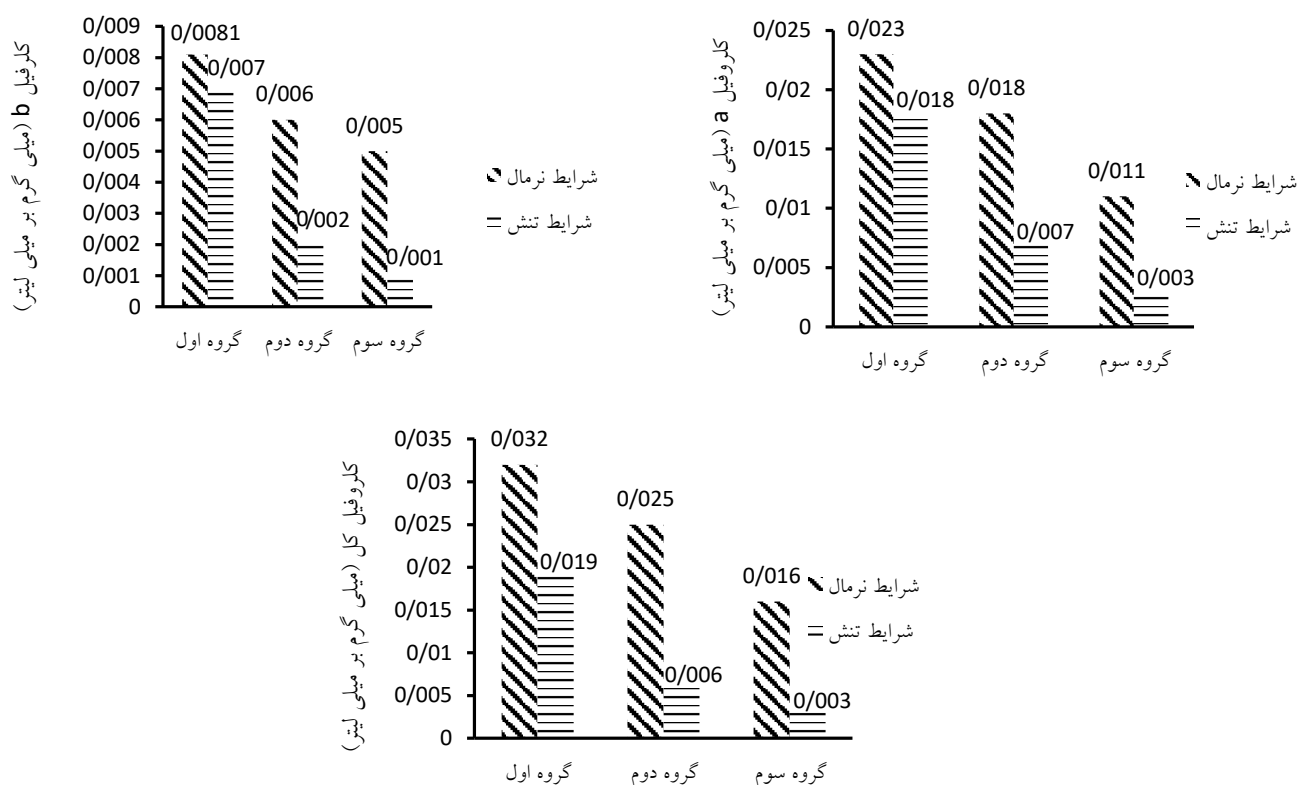 کلرفیل b (میلی گرم بر میلی لیتر)
0/009
0/008
0/007
0/006
0/005
0/004
0/003
0/002
0/001
0
0/0081
0/007
0/006
0/002
0/005
0/001
گروه اول
گروه دوم
گروه سوم
شرایط نرمال
شرایط تنش
کلروفیل a (میلی گرم بر میلی لیتر)
0/025
0/02
0/015
0/01
0/005
0
0/023
0/018
0/018
0/007
0/011
0/003
گروه اول
گروه دوم
گروه سوم
شرایط نرمال
شرایط تنش
کلروفیل کل (میلی گرم بر میلی لیتر)
0/035
0/03
0/025
0/02
0/015
0/01
0/005
0
0/032
0/019
0/025
0/006
0/016
0/003
گروه اول
گروه دوم
گروه سوم
شرایط نرمال
شرایط تنش